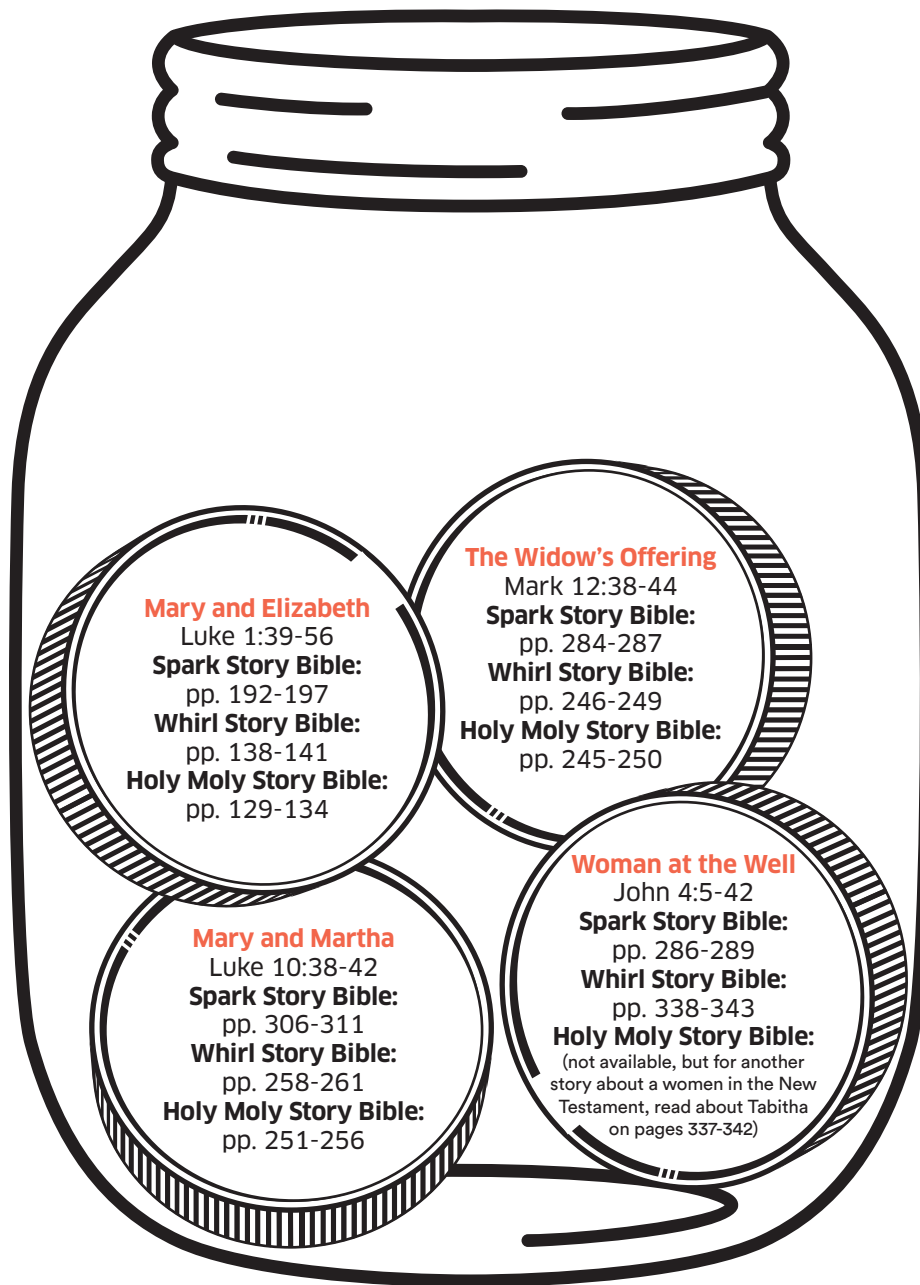 Mary and Elizabeth
Luke 1:39-56
Spark Story Bible:
pp. 192-197
Whirl Story Bible:
pp. 138-141
Holy Moly Story Bible:
pp. 129-134
The Widow’s Offering
Mark 12:38-44
Spark Story Bible:
pp. 284-287
Whirl Story Bible:
pp. 246-249
Holy Moly Story Bible:
pp. 245-250
Mary and Martha
Luke 10:38-42
Spark Story Bible:
pp. 306-311
Whirl Story Bible:
pp. 258-261
Holy Moly Story Bible:
pp. 251-256
Woman at the Well
John 4:5-42
Spark Story Bible:
pp. 286-289
Whirl Story Bible:
pp. 338-343
Holy Moly Story Bible:
(not available, but for another
story about a women in the New
Testament, read about Tabitha
on pages 337-342)